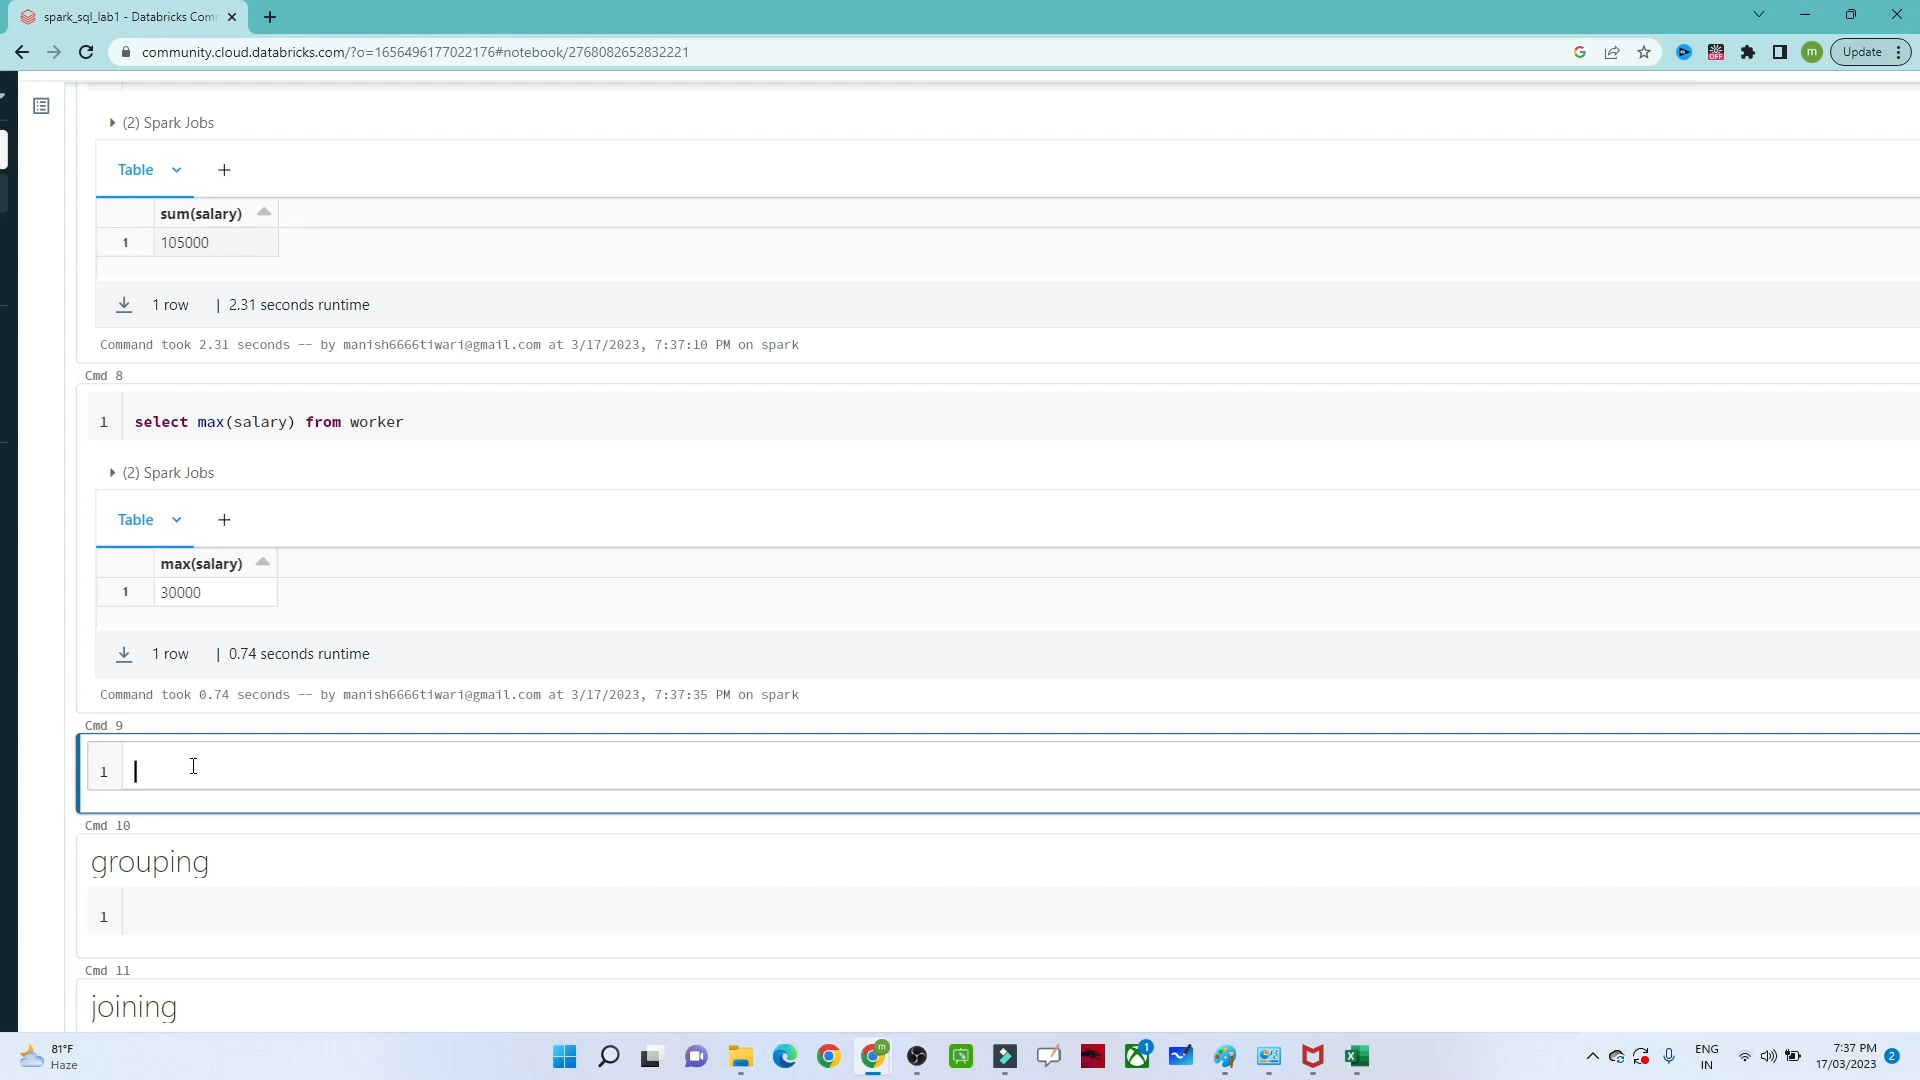 spark_sql_lab1 - Databricks Com
community.cloud.databricks.com/?o=1656496177022176#notebook/2768082652832221
OFF
m
Update
(2) Spark Jobs
Table
sum(salary)
1 105000
1 row | 2.31 seconds runtime
Command took 2.31 seconds -- by manish6666tiwari@gmail.com at 3/17/2023, 7:37:10 PM on spark
Cmd 8
1 select max(salary) from worker
(2) Spark Jobs
Table
max(salary)
1 30000
1 row | 0.74 seconds runtime
Command took 0.74 seconds -- by manish6666tiwari@gmail.com at 3/17/2023, 7:37:35 PM on spark
Cmd 9
1
Cmd 10
grouping
1
Cmd 11
joining
81°F
Haze
m
1
ENG
IN
7:37 PM
17/03/2023
2